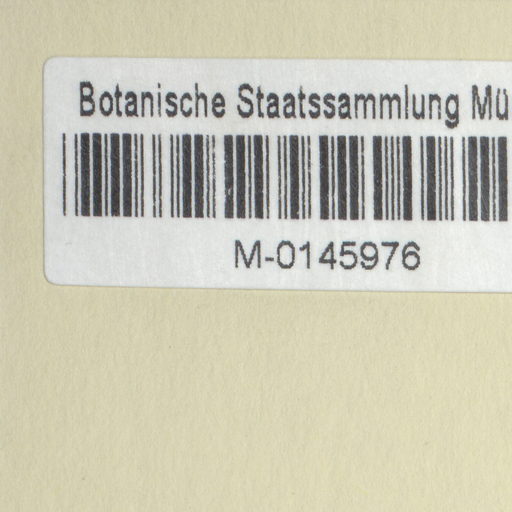 Botanische Staatssammlung Mü
M-0145976